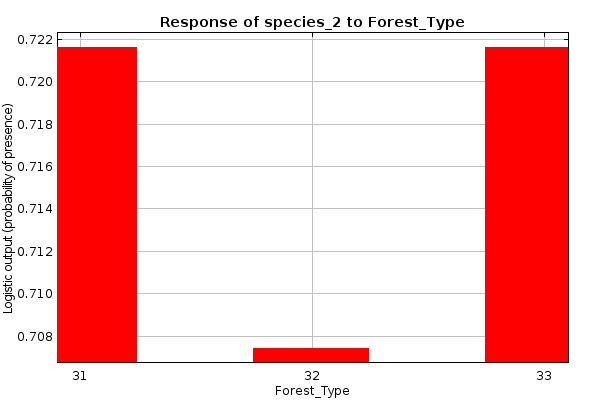 Response of species_2 to Forest_Type
Logistic output (probability of presence)
0.722
0.720
0.718
0.716
0.714
0.712
0.710
0.708
31 32 33
Forest_Type